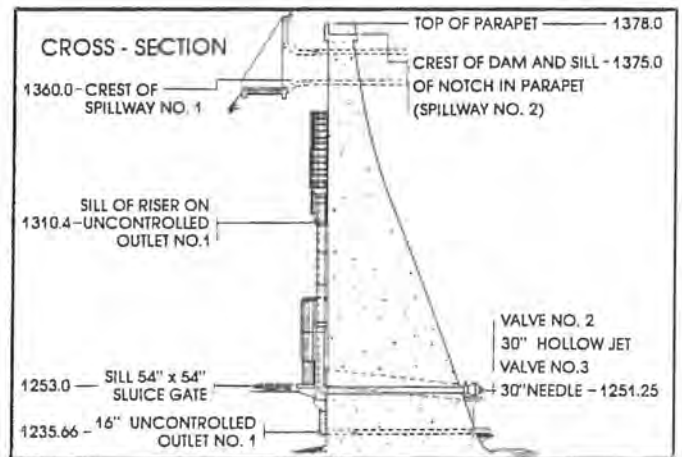 CROSS - SECTION
TOP OF PARAPET — 1378.0
CREST OF DAM AND SILL - 1375.0
OF NOTCH IN PARAPET
(SPILLWAY NO. 2)
1360.0 - CREST OF
SPILLWAY NO. 1
SILL OF RISER ON
1310.4 - UNCONTROLLED
OUTLET NO.1
VALVE NO. 2
30" HOLLOW JET
VALVE NO.3
30"NEEDLE - 1251.25
1253.0 — SILL 54" x 54"
SLUICE GATE
1235.66 - 16" UNCONTROLLED
OUTLET NO. 1